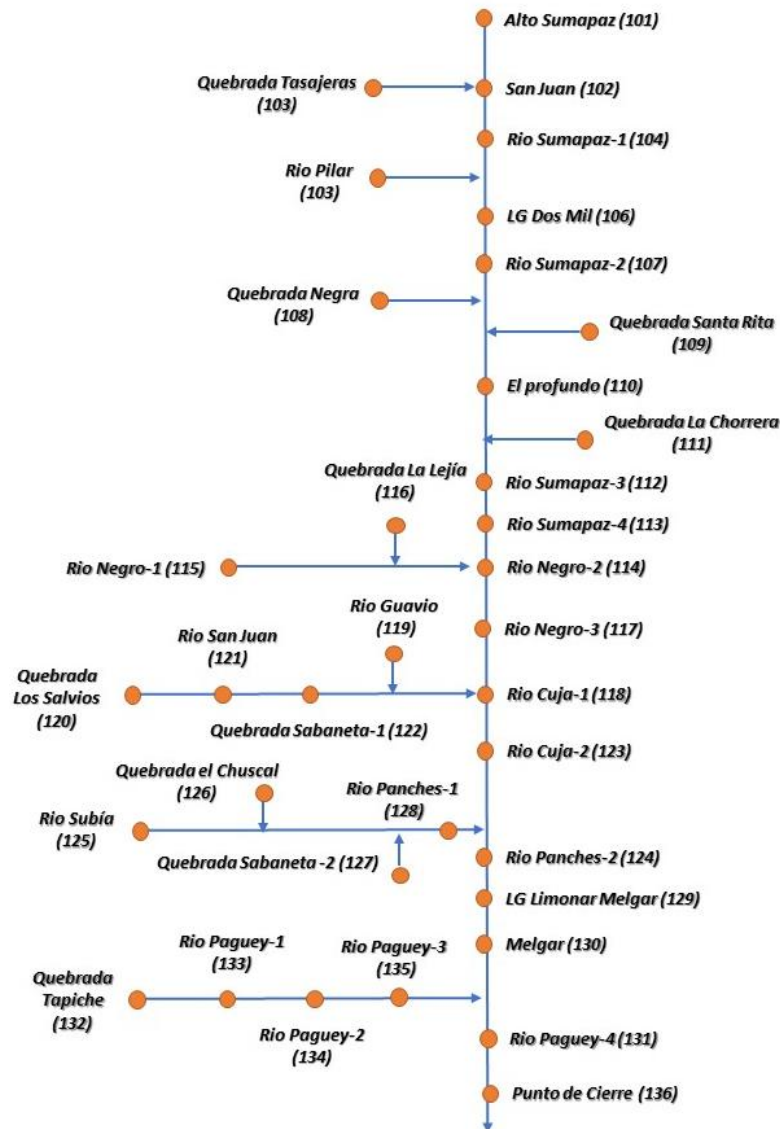 Alto Sumapaz (101)
Quebrada Tasajeras
(103)
San Juan (102)
Rio Sumapaz-1 (104)
Rio Pilar
(103)
LG Dos Mil (106)
Rio Sumapaz-2 (107)
Quebrada Negra
(108)
Quebrada Santa Rita
(109)
El profundo (110)
Quebrada La Chorrera
(111)
Quebrada La Lejía
(116)
Rio Sumapaz-3 (112)
Rio Sumapaz-4 (113)
Rio Negro-1 (115)
Rio Negro-2 (114)
Rio Guavio
(119)
Rio Negro-3 (117)
Rio San Juan
(121)
Quebrada
Los Salvios
(120)
Rio Cuja-1 (118)
Quebrada Sabaneta-1 (122)
Rio Cuja-2 (123)
Quebrada el Chuscal
(126)
Rio Panches-1
(128)
Rio Subía
(125)
Quebrada Sabaneta -2 (127)
Rio Panches-2 (124)
LG Limonar Melgar (129)
Rio Paguey-1
(133)
Rio Paguey-3
(135)
Melgar (130)
Quebrada
Tapiche
(132)
Rio Paguey-2
(134)
Rio Paguey-4 (131)
Punto de Cierre (136)